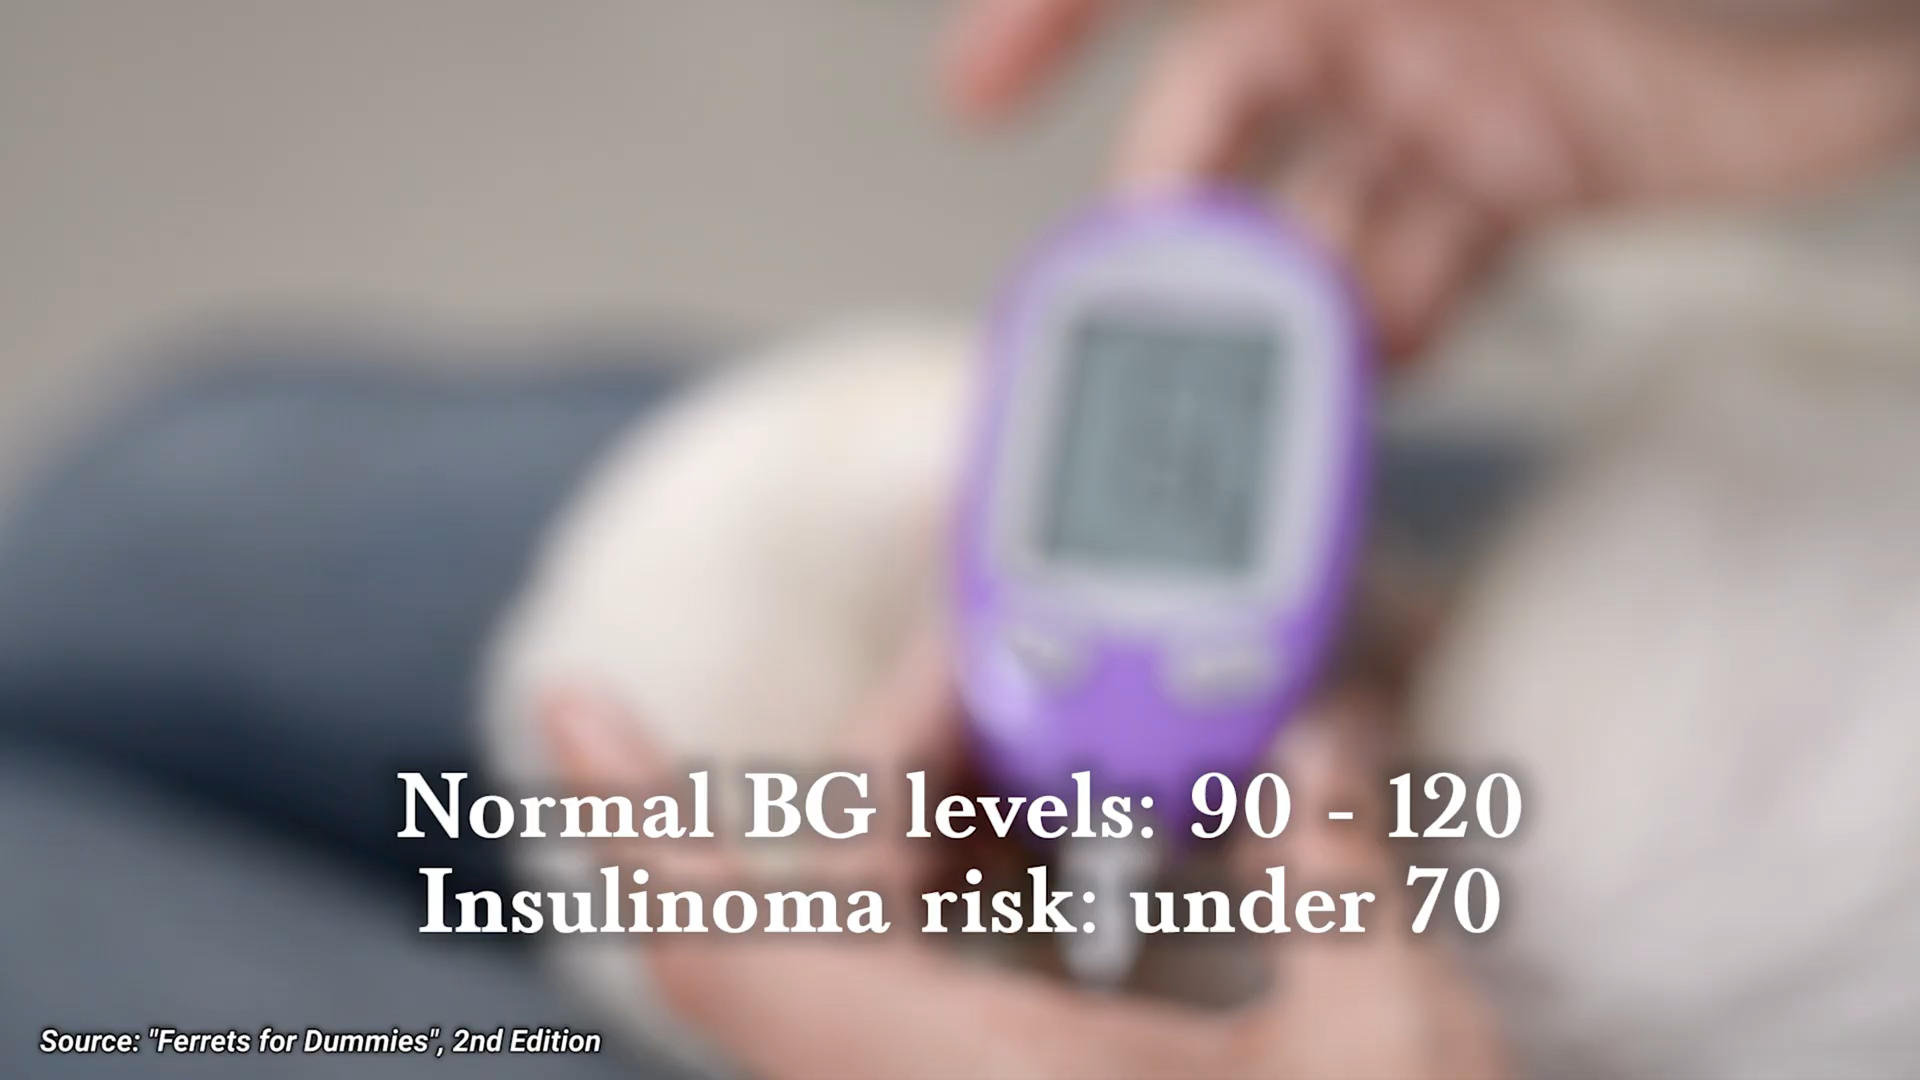 Normal BG levels: 90 - 120
Insulinoma risk: under 70
Source: "Ferrets for Dummies", 2nd Edition